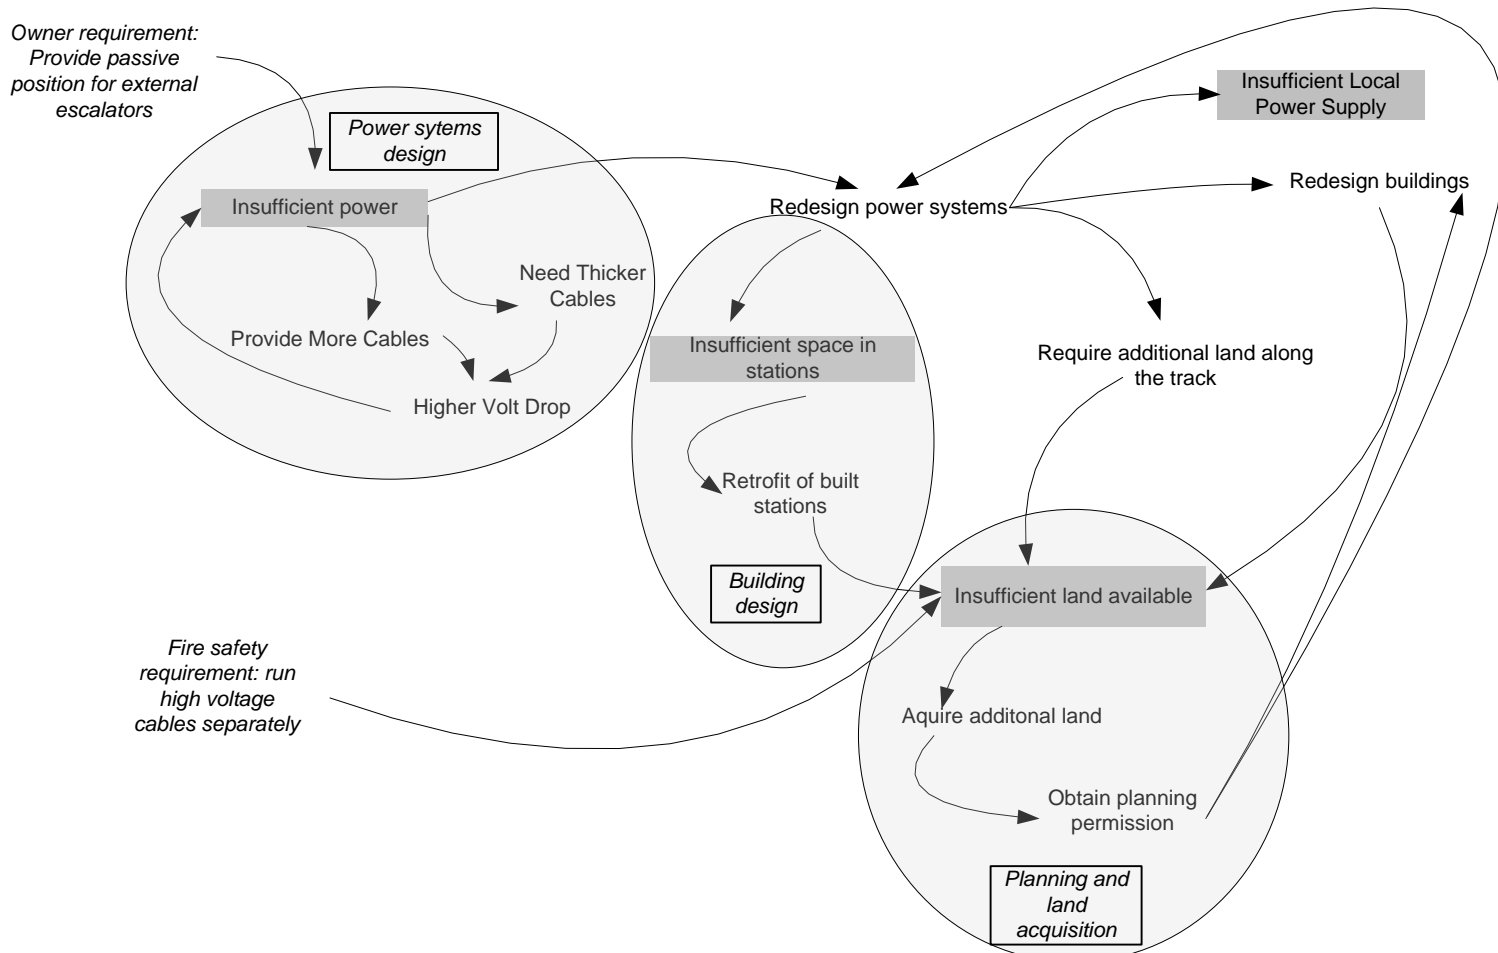 Owner requirement:
Provide passive
position for external
escalators
Power sytems
design
Insufficient Local
Power Supply
Redesign buildings
Insufficient power
Redesign power systems
Need Thicker
Cables
Provide More Cables
Higher Volt Drop
Insufficient space in
stations
Require additional land along
the track
Retrofit of built
stations
Building
design
Insufficient land available
Fire safety
requirement: run
high voltage
cables separately
Aquire additonal land
Obtain planning
permission
Planning and
land
acquisition